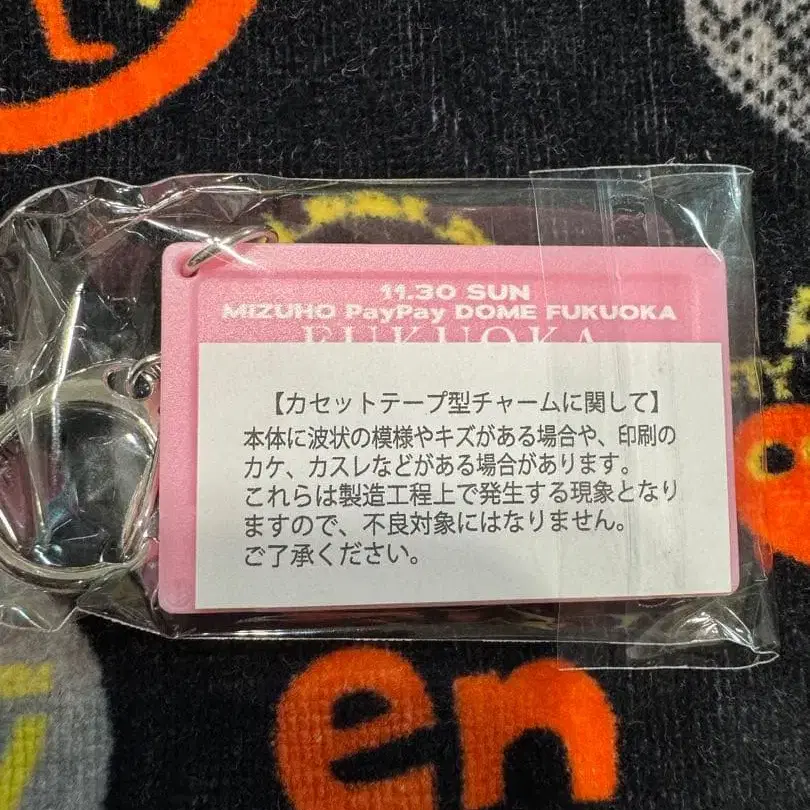 11.30 SUN
MIZUHO PayPay DOME FUKUOKA
FUKUOKA
【カセットテープ型チャームに関して】
本体に波状の模様やキズがある場合や、印刷の
カケ、カスレなどがある場合があります。
これらは製造工程上で発生する現象となり
ますので、不良対象にはなりません。
ご了承ください。
en